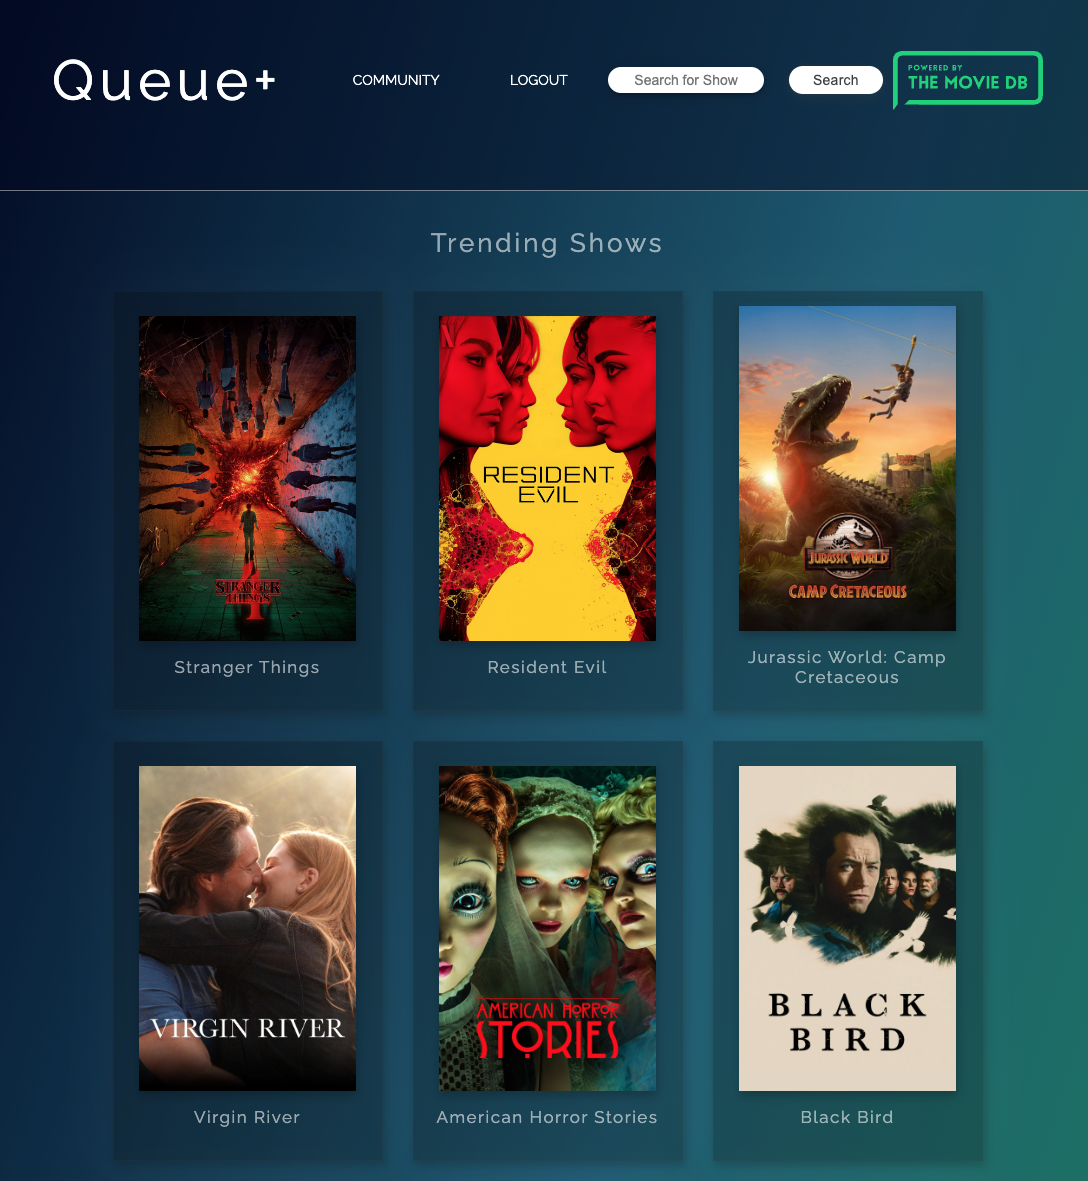 Queue+
COMMUNITY
LOGOUT
Search for Show
Search
POWERED BY
THE MOVIE DB
Trending Shows
STRANGER
THINGS
4
RESIDENT
EVIL
JURASSIC WORLD
CAMP CRETACEOUS
Stranger Things
Resident Evil
Jurassic World: Camp
Cretaceous
VIRGIN RIVER
AMERICAN HORROR
STORIES
BLACK
BIRD
Virgin River
American Horror Stories
Black Bird